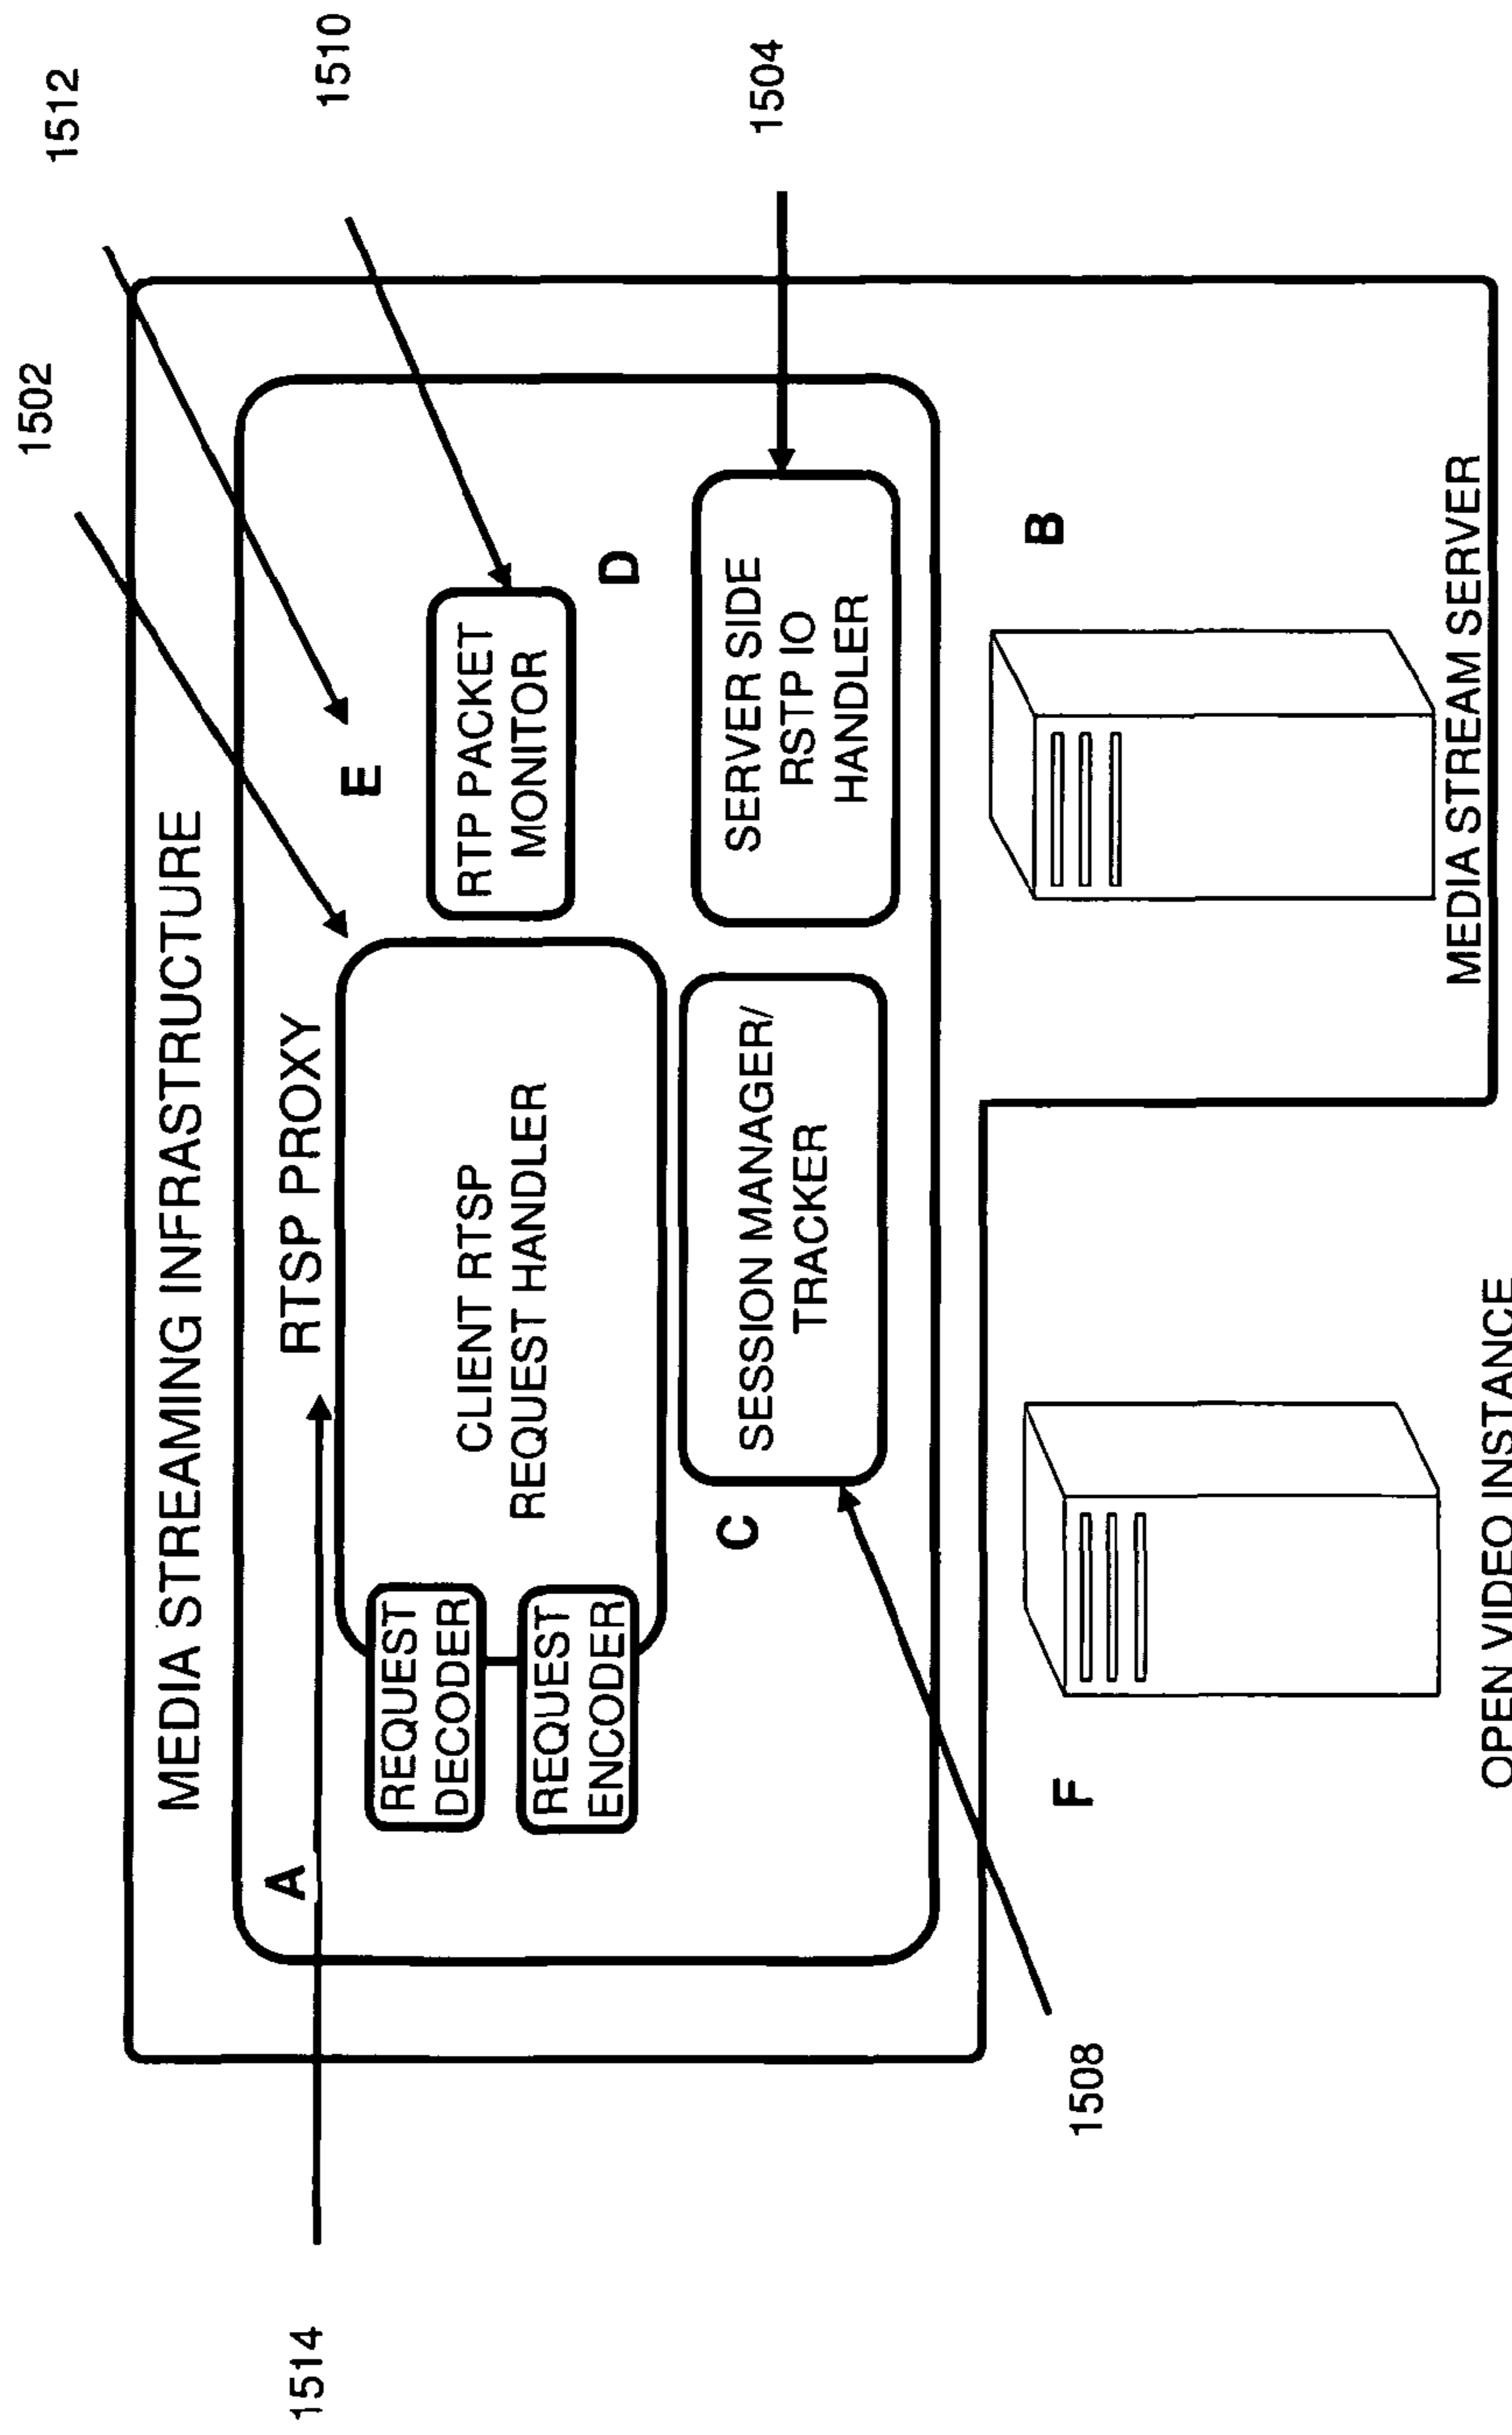 1512
1502
1510
1504
MEDIA STREAMING INFRASTRUCTURE
A
RTSP PROXY
E
REQUEST
DECODER
REQUEST
ENCODER
CLIENT RTSP
REQUEST HANDLER
RTP PACKET
MONITOR
D
C
SESSION MANAGER/
TRACKER
SERVER SIDE
RSTP IO
HANDLER
B
MEDIA STREAM SERVER
F
OPEN VIDEO INSTANCE
1514
1508